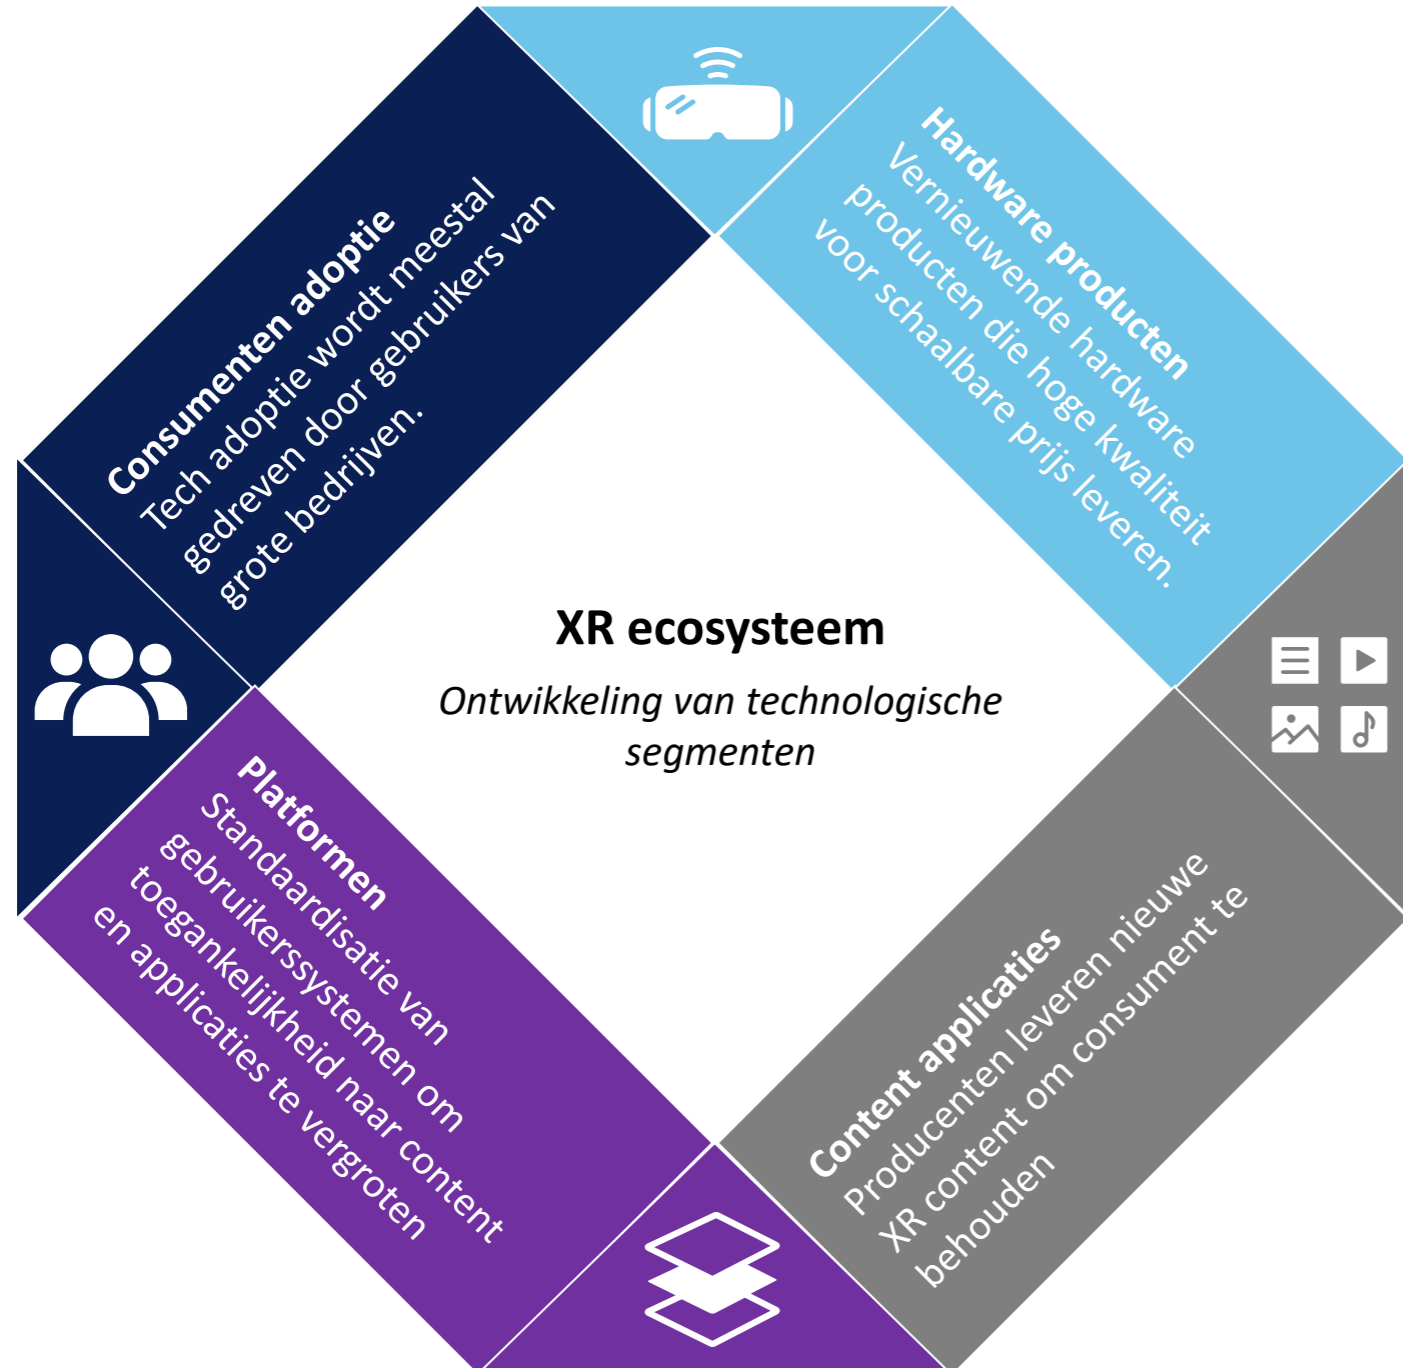 Consumenten adoptie
Tech adoptie wordt meestal
gedreven door gebruikers van
grote bedrijven.
Hardware producten
Vernieuwende hardware
producten die hoge kwaliteit
voor schaalbare prijs leveren.
XR ecosysteem
Ontwikkeling van technologische
segmenten
Platformen
Standaardisatie van
gebruikerssystemen om
toegankelijkheid naar content
en applicaties te vergroten
Content applicaties
Producenten leveren nieuwe
XR content om consument te
behouden